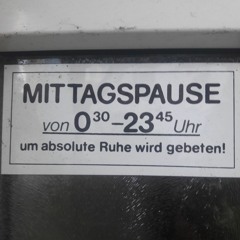 MITTAGSPAUSE
von 0³⁰–23⁴⁵ Uhr
um absolute Ruhe wird gebeten!